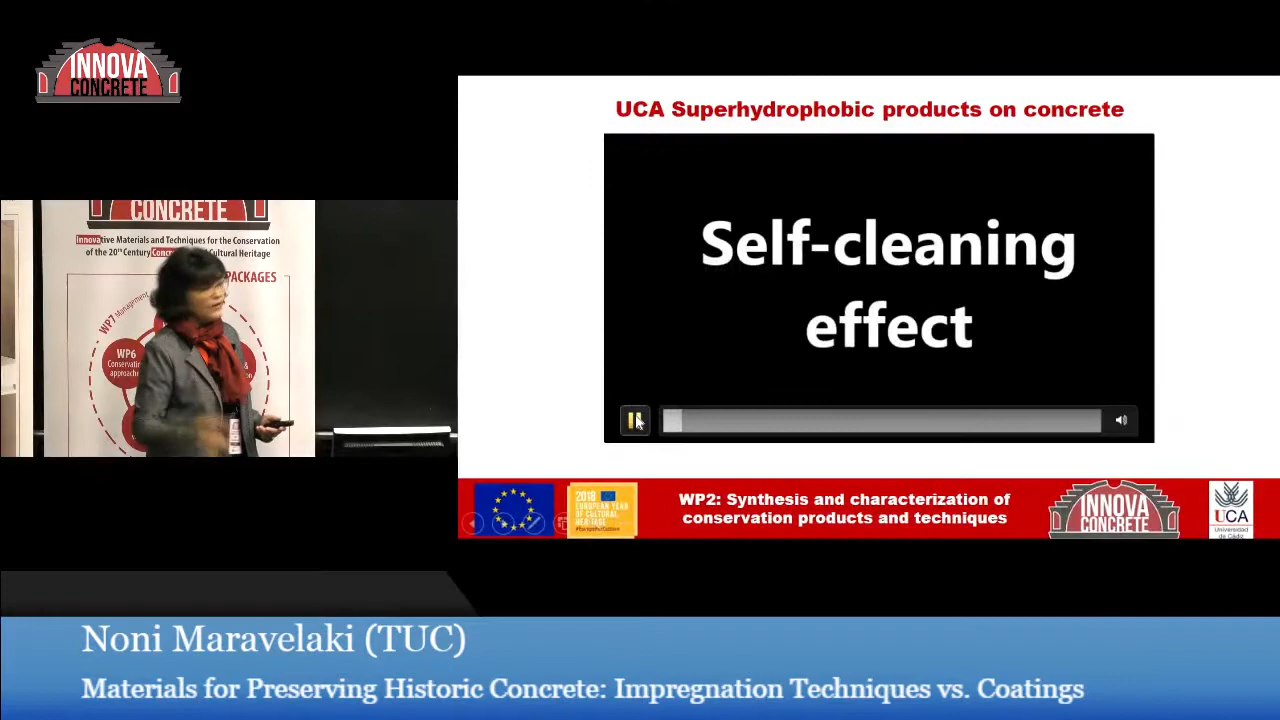 INNOVA
CONCRETE
UCA Superhydrophobic products on concrete
Self-cleaning
effect
CONCRETE
Innovative Materials and Techniques for the Conservation
of the 20th Century Cultural Heritage
PACKAGES
WP7 Management
WP6
Conservation
WP2: Synthesis and characterization of
conservation products and techniques
2018
EUROPEAN YEAR
OF CULTURAL
HERITAGE
#EuropeForCulture
INNOVA
CONCRETE
UCA
Universidad
de Cádiz
Noni Maravelaki (TUC)
Materials for Preserving Historic Concrete: Impregnation Techniques vs. Coatings